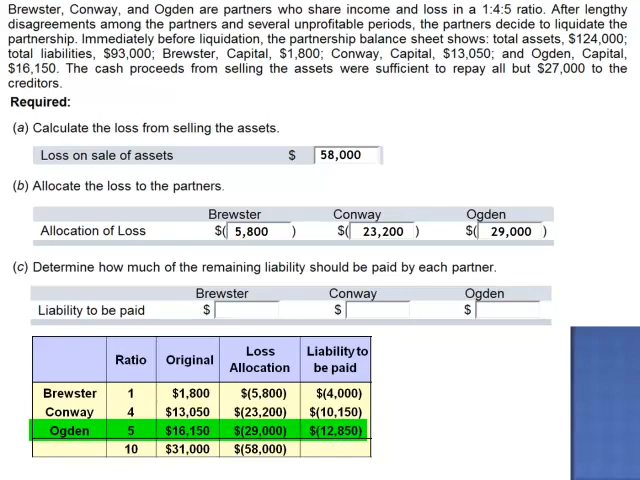 Brewster, Conway, and Ogden are partners who share income and loss in a 1:4:5 ratio. After lengthy
disagreements among the partners and several unprofitable periods, the partners decide to liquidate the
partnership. Immediately before liquidation, the partnership balance sheet shows: total assets, $124,000;
total liabilities, $93,000; Brewster, Capital, $1,800; Conway, Capital, $13,050; and Ogden, Capital,
$16,150. The cash proceeds from selling the assets were sufficient to repay all but $27,000 to the
creditors.
Required:
(a) Calculate the loss from selling the assets.
Loss on sale of assets $ 58,000
(b) Allocate the loss to the partners.
Brewster Conway Ogden
Allocation of Loss $( 5,800 ) $( 23,200 ) $( 29,000 )
(c) Determine how much of the remaining liability should be paid by each partner.
Brewster Conway Ogden
Liability to be paid $ $ $
Ratio Original Loss Allocation Liability to be paid
Brewster 1 $1,800 $(5,800) $(4,000)
Conway 4 $13,050 $(23,200) $(10,150)
Ogden 5 $16,150 $(29,000) $(12,850)
10 $31,000 $(58,000)